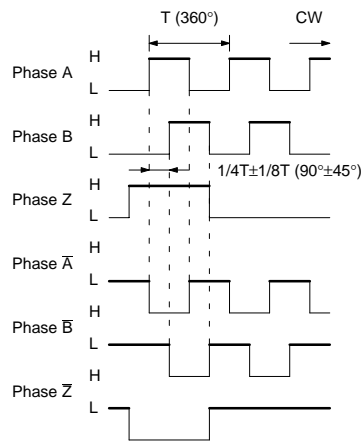 T (360°) CW
H
Phase A
L
H
Phase B
L
1/4T±1/8T (90°±45°)
H
Phase Z
L
H
Phase A̅
L
H
Phase B̅
L
H
Phase Z̅
L